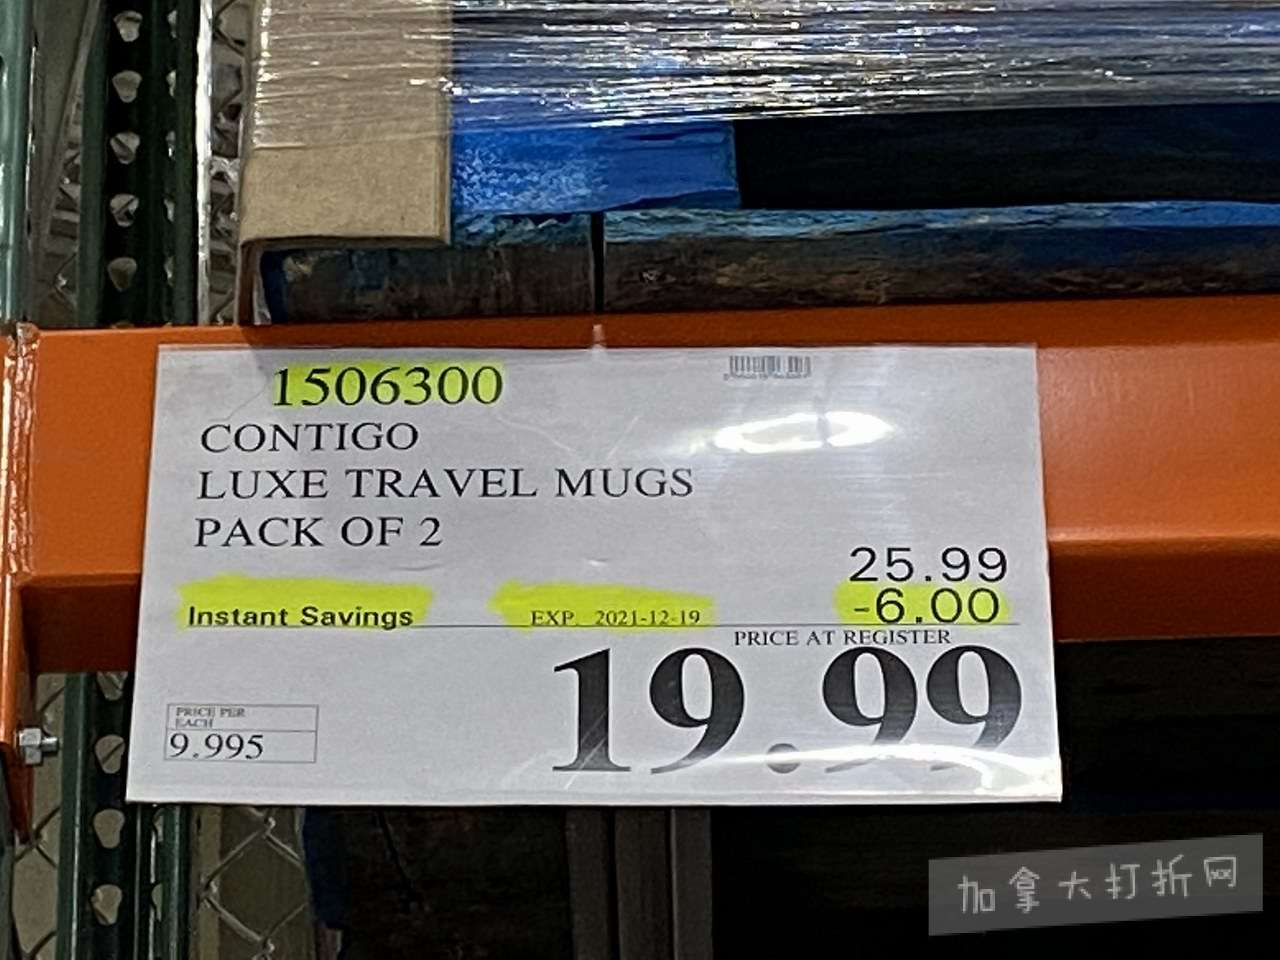 1506300
CONTIGO
LUXE TRAVEL MUGS
PACK OF 2
25.99
Instant Savings EXP. 2021-12-19 -6.00
PRICE AT REGISTER
19.99
PRICE PER
EACH
9.995
加拿大打折网